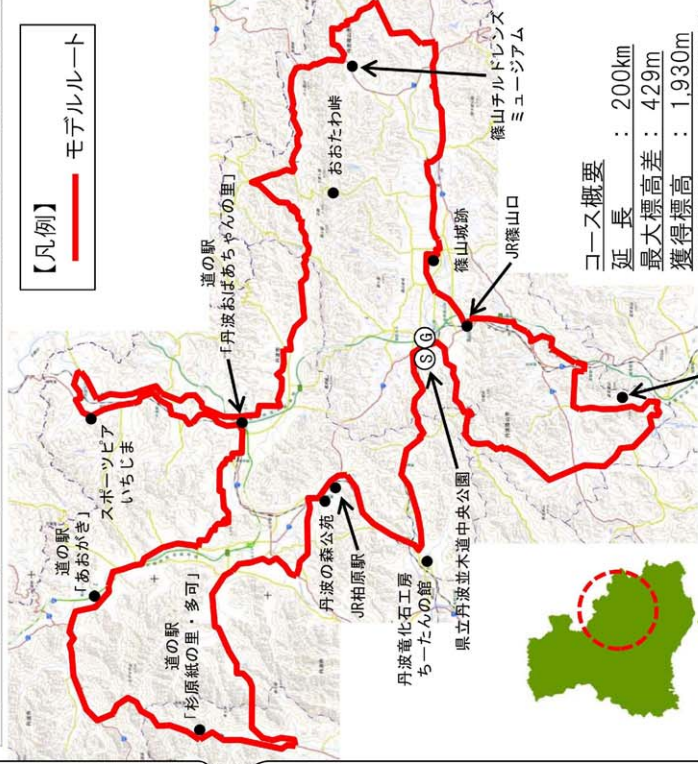 【凡例】
モデルルート
道の駅
「丹波おばあちゃんの里」
スポーツピア
いちじま
道の駅
「あおがき」
道の駅
「杉原紙の里・多可」
丹波の森公苑
JR柏原駅
丹波竜化石工房
ちーたんの館
県立丹波並木道中央公園
S G
おおたわ峠
篠山チルドレンズ
ミュージアム
篠山城跡
JR篠山口
コース概要
延長 : 200km
最大標高差 : 429m
獲得標高 : 1,930m